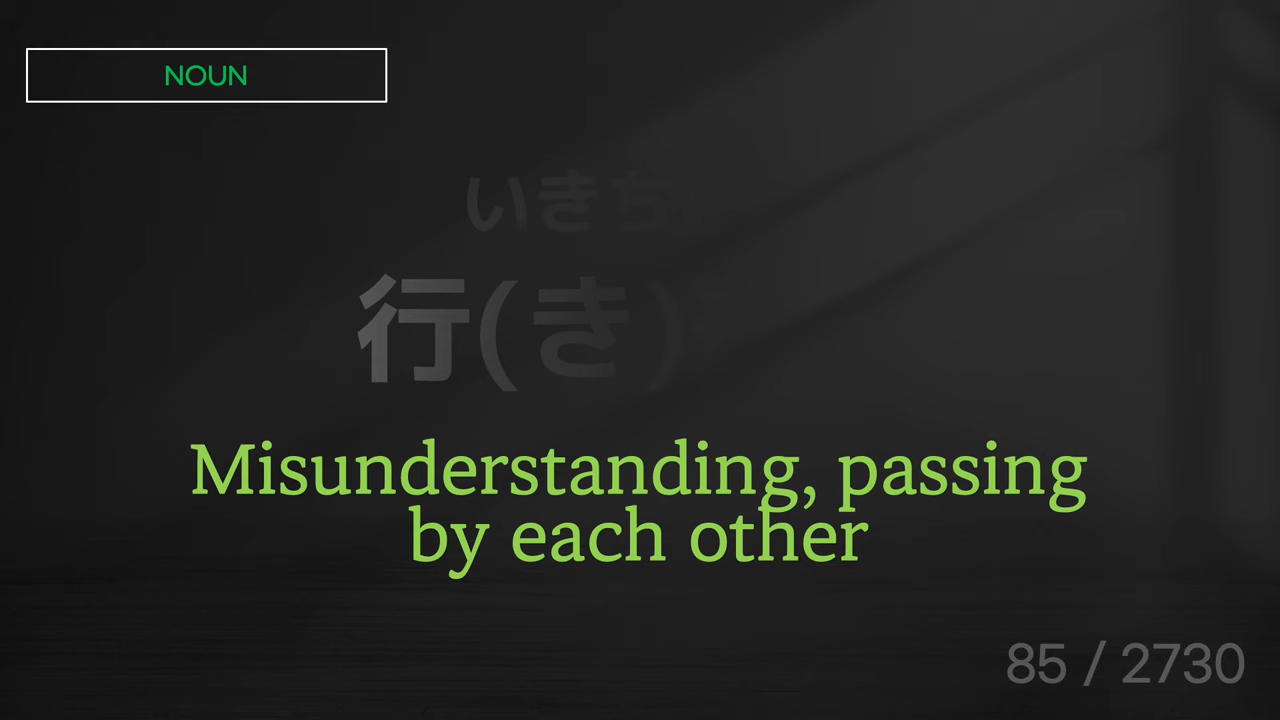 NOUN
いきち
行(き)
Misunderstanding, passing
by each other
85 / 2730